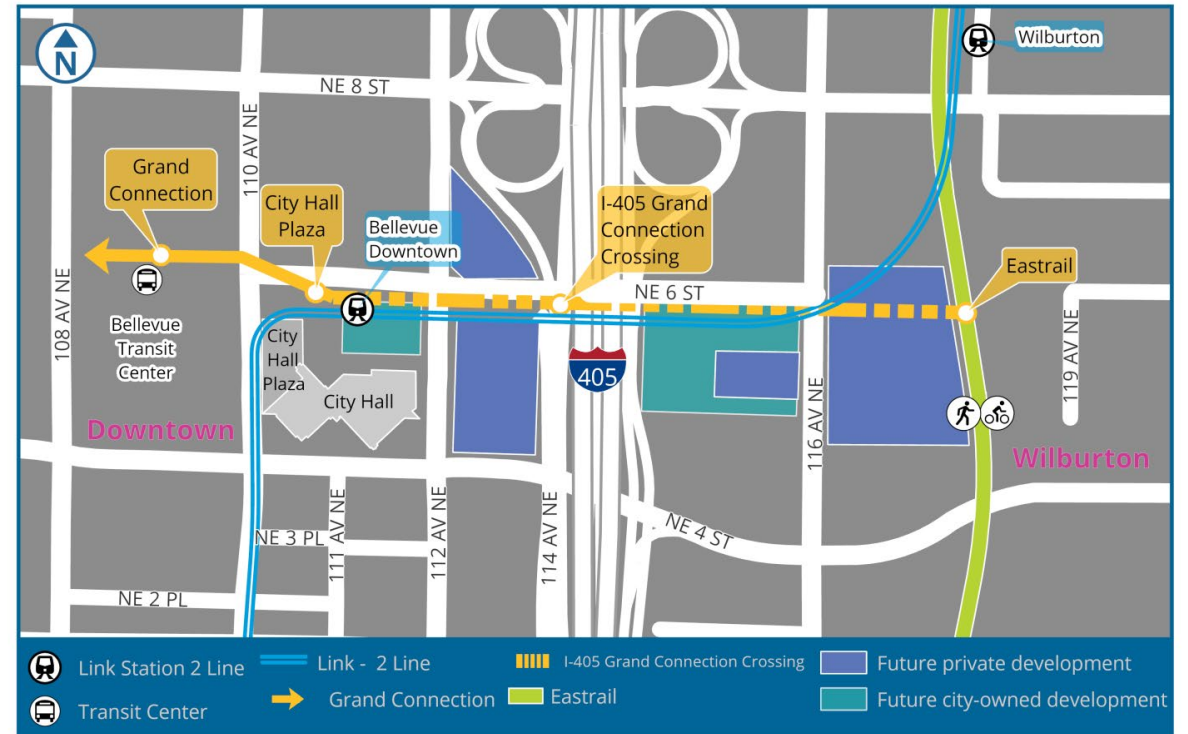 N
Wilburton
NE 8 ST
110 AV NE
Grand
Connection
City Hall
Plaza
Bellevue
Downtown
I-405 Grand
Connection
Crossing
Eastrail
NE 6 ST
108 AV NE
Bellevue
Transit
Center
City
Hall
Plaza
City Hall
405
119 AV NE
116 AV NE
Downtown
Wilburton
NE 3 PL
111 AV NE
112 AV NE
114 AV NE
NE 4 ST
NE 2 PL
Link Station 2 Line
Link - 2 Line
I-405 Grand Connection Crossing
Future private development
Transit Center
Grand Connection
Eastrail
Future city-owned development